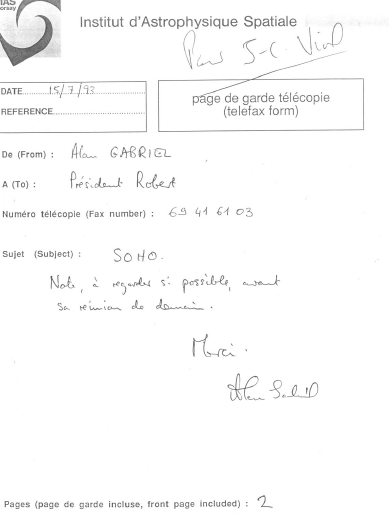 IAS
orsay
Institut d'Astrophysique Spatiale
Pour J-C. Vial
DATE 15/7/93
REFERENCE
page de garde télécopie
(telefax form)
De (From) : Alan GABRIEL
A (To) : Président Robert
Numéro télécopie (Fax number) : 69 41 61 03
Sujet (Subject) : SOHO.
Note, à regarder si possible, avant
sa réunion de demain.
Merci.
Pages (page de garde incluse, front page included) : 2